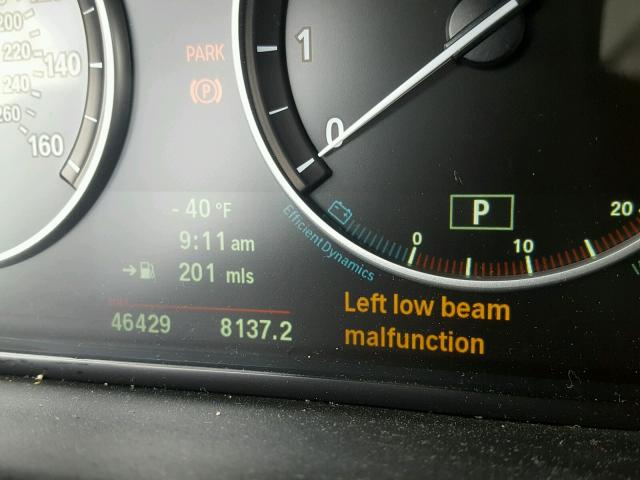 200
220
140
240
260
160
PARK
(P)
1
0
- 40 °F
9:11 am
201 mls
46429 8137.2
EfficientDynamics
P
0
10
20
Left low beam
malfunction